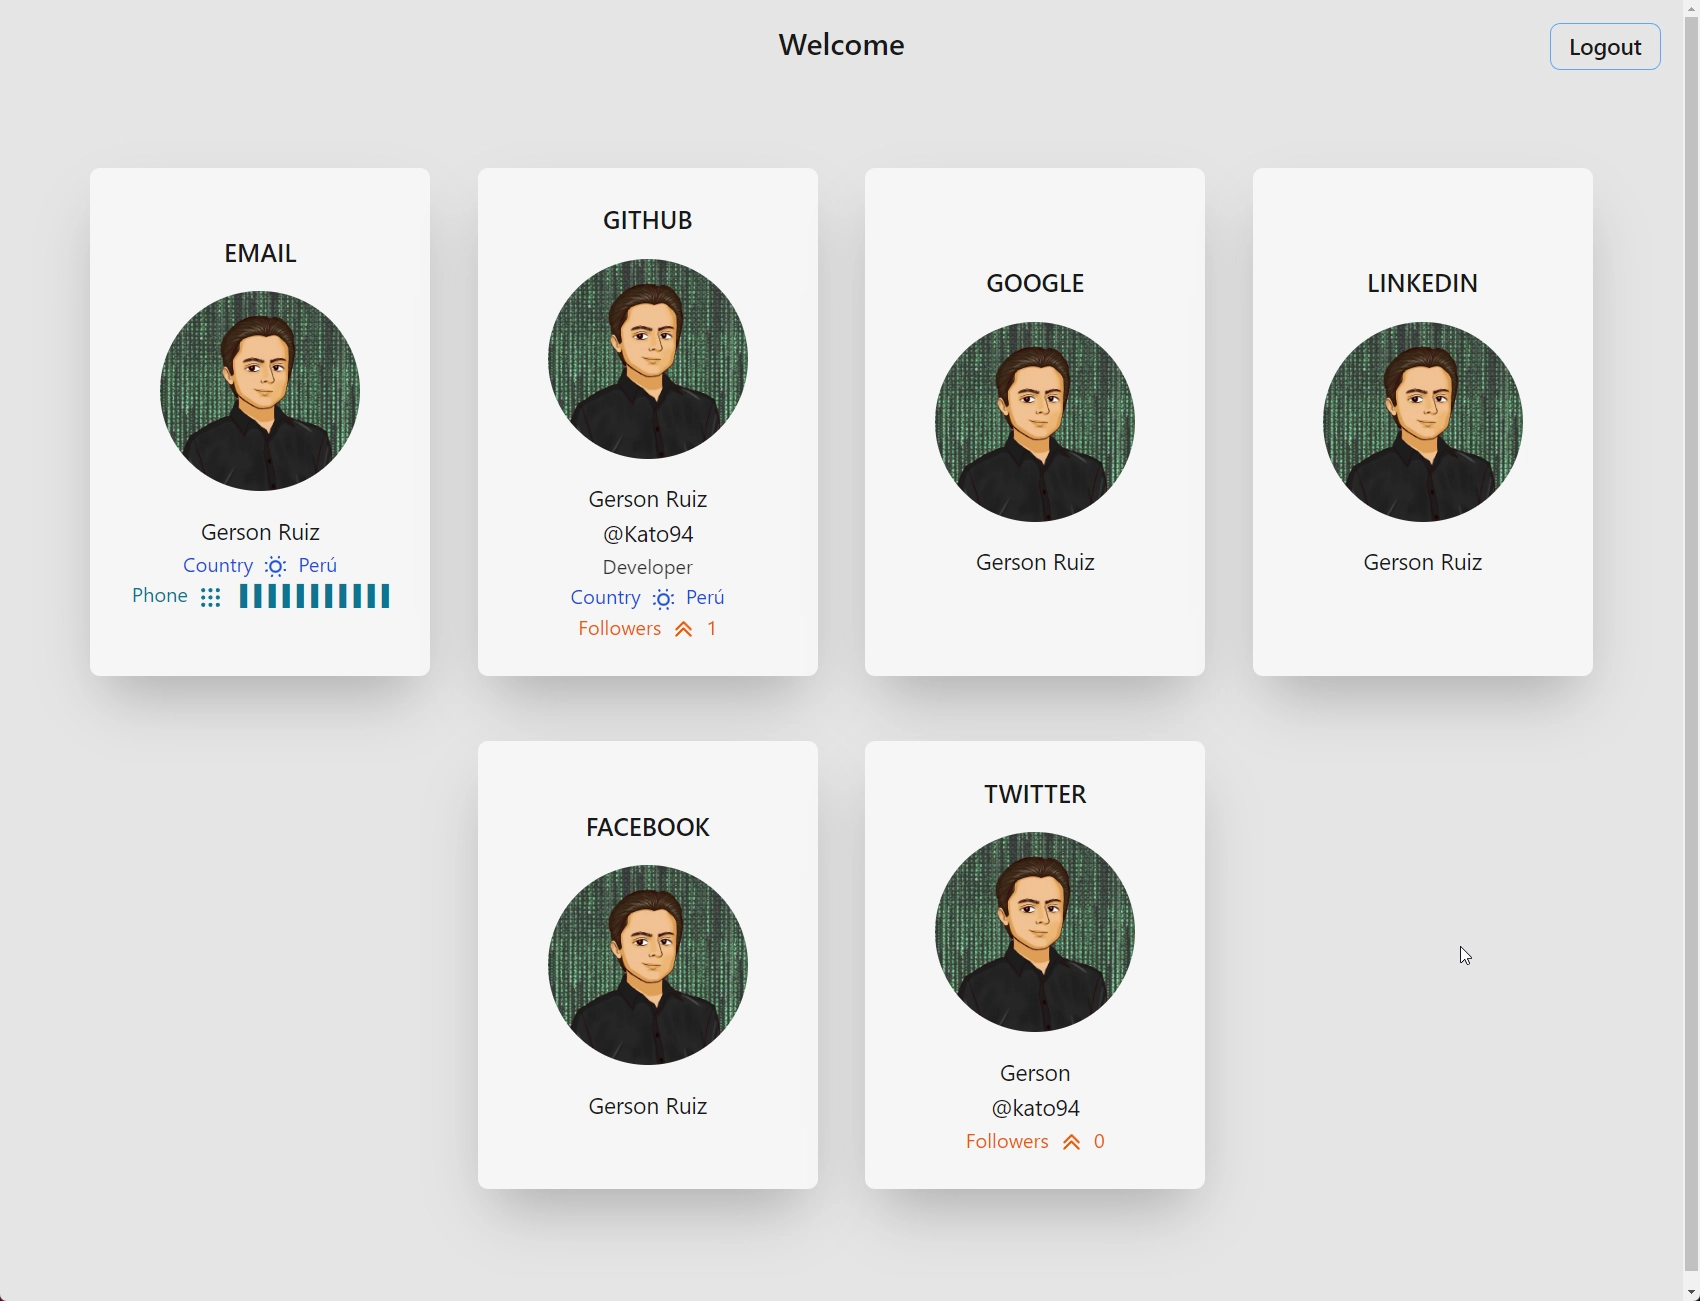 Welcome
Logout
EMAIL
Gerson Ruiz
Country Perú
Phone
GITHUB
Gerson Ruiz
@Kato94
Developer
Country Perú
Followers 1
GOOGLE
Gerson Ruiz
LINKEDIN
Gerson Ruiz
FACEBOOK
Gerson Ruiz
TWITTER
Gerson
@kato94
Followers 0